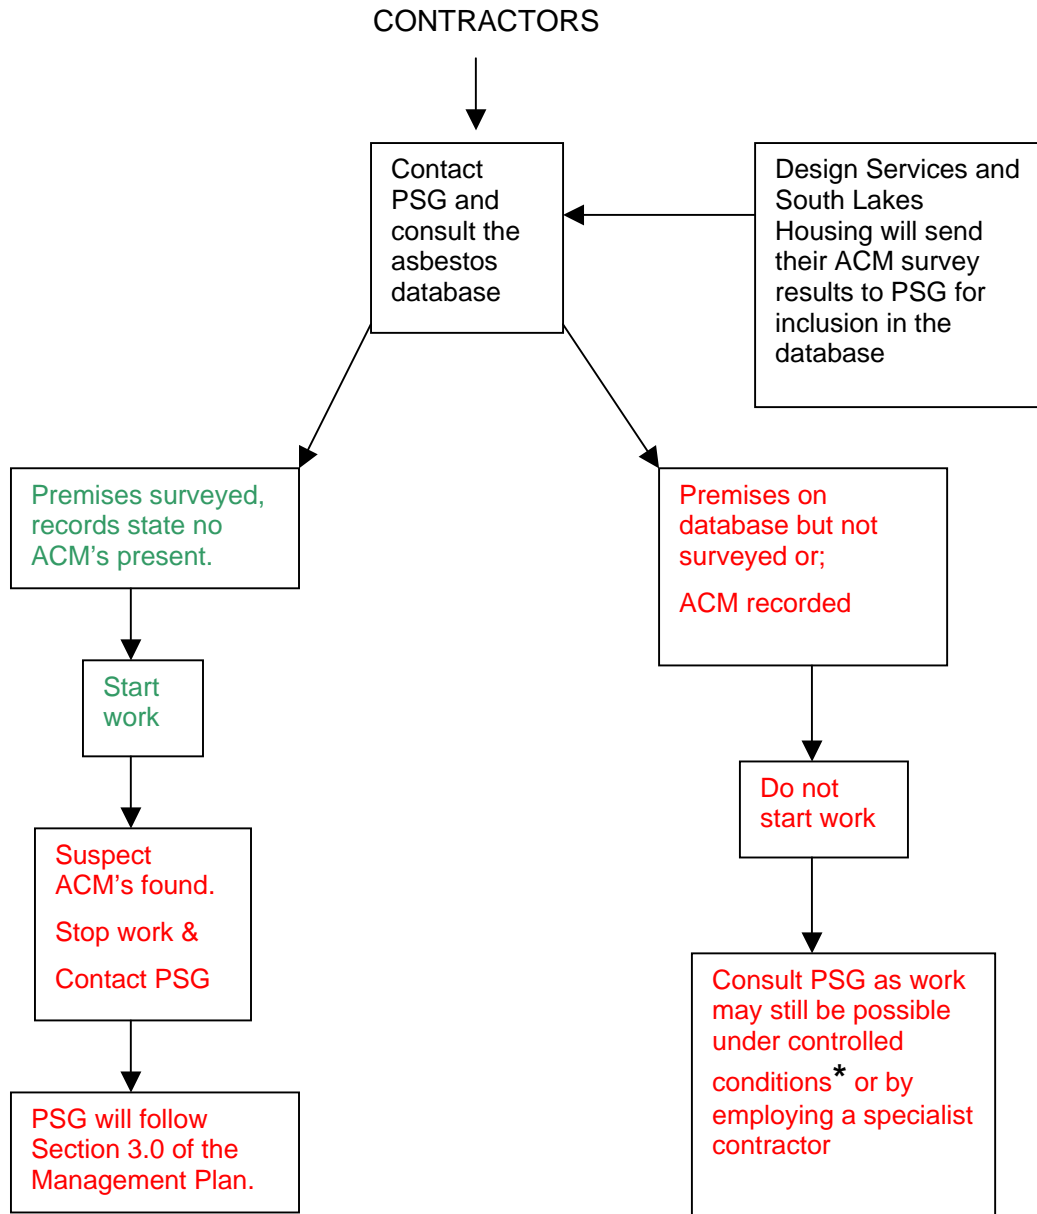 CONTRACTORS
Contact
PSG and
consult the
asbestos
database
Design Services and
South Lakes
Housing will send
their ACM survey
results to PSG for
inclusion in the
database
Premises surveyed,
records state no
ACM's present.
Premises on
database but not
surveyed or;
ACM recorded
Start
work
Do not
start work
Suspect
ACM's found.
Stop work &
Contact PSG
Consult PSG as work
may still be possible
under controlled
conditions* or by
employing a specialist
contractor
PSG will follow
Section 3.0 of the
Management Plan.